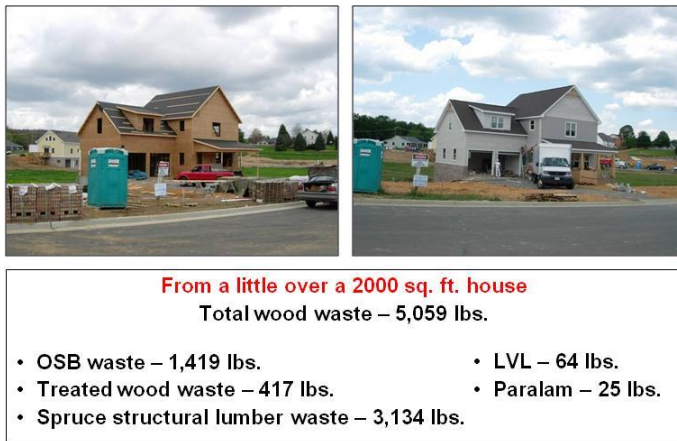 From a little over a 2000 sq. ft. house
Total wood waste – 5,059 lbs.
• OSB waste – 1,419 lbs.
• LVL – 64 lbs.
• Treated wood waste – 417 lbs.
• Paralam – 25 lbs.
• Spruce structural lumber waste – 3,134 lbs.